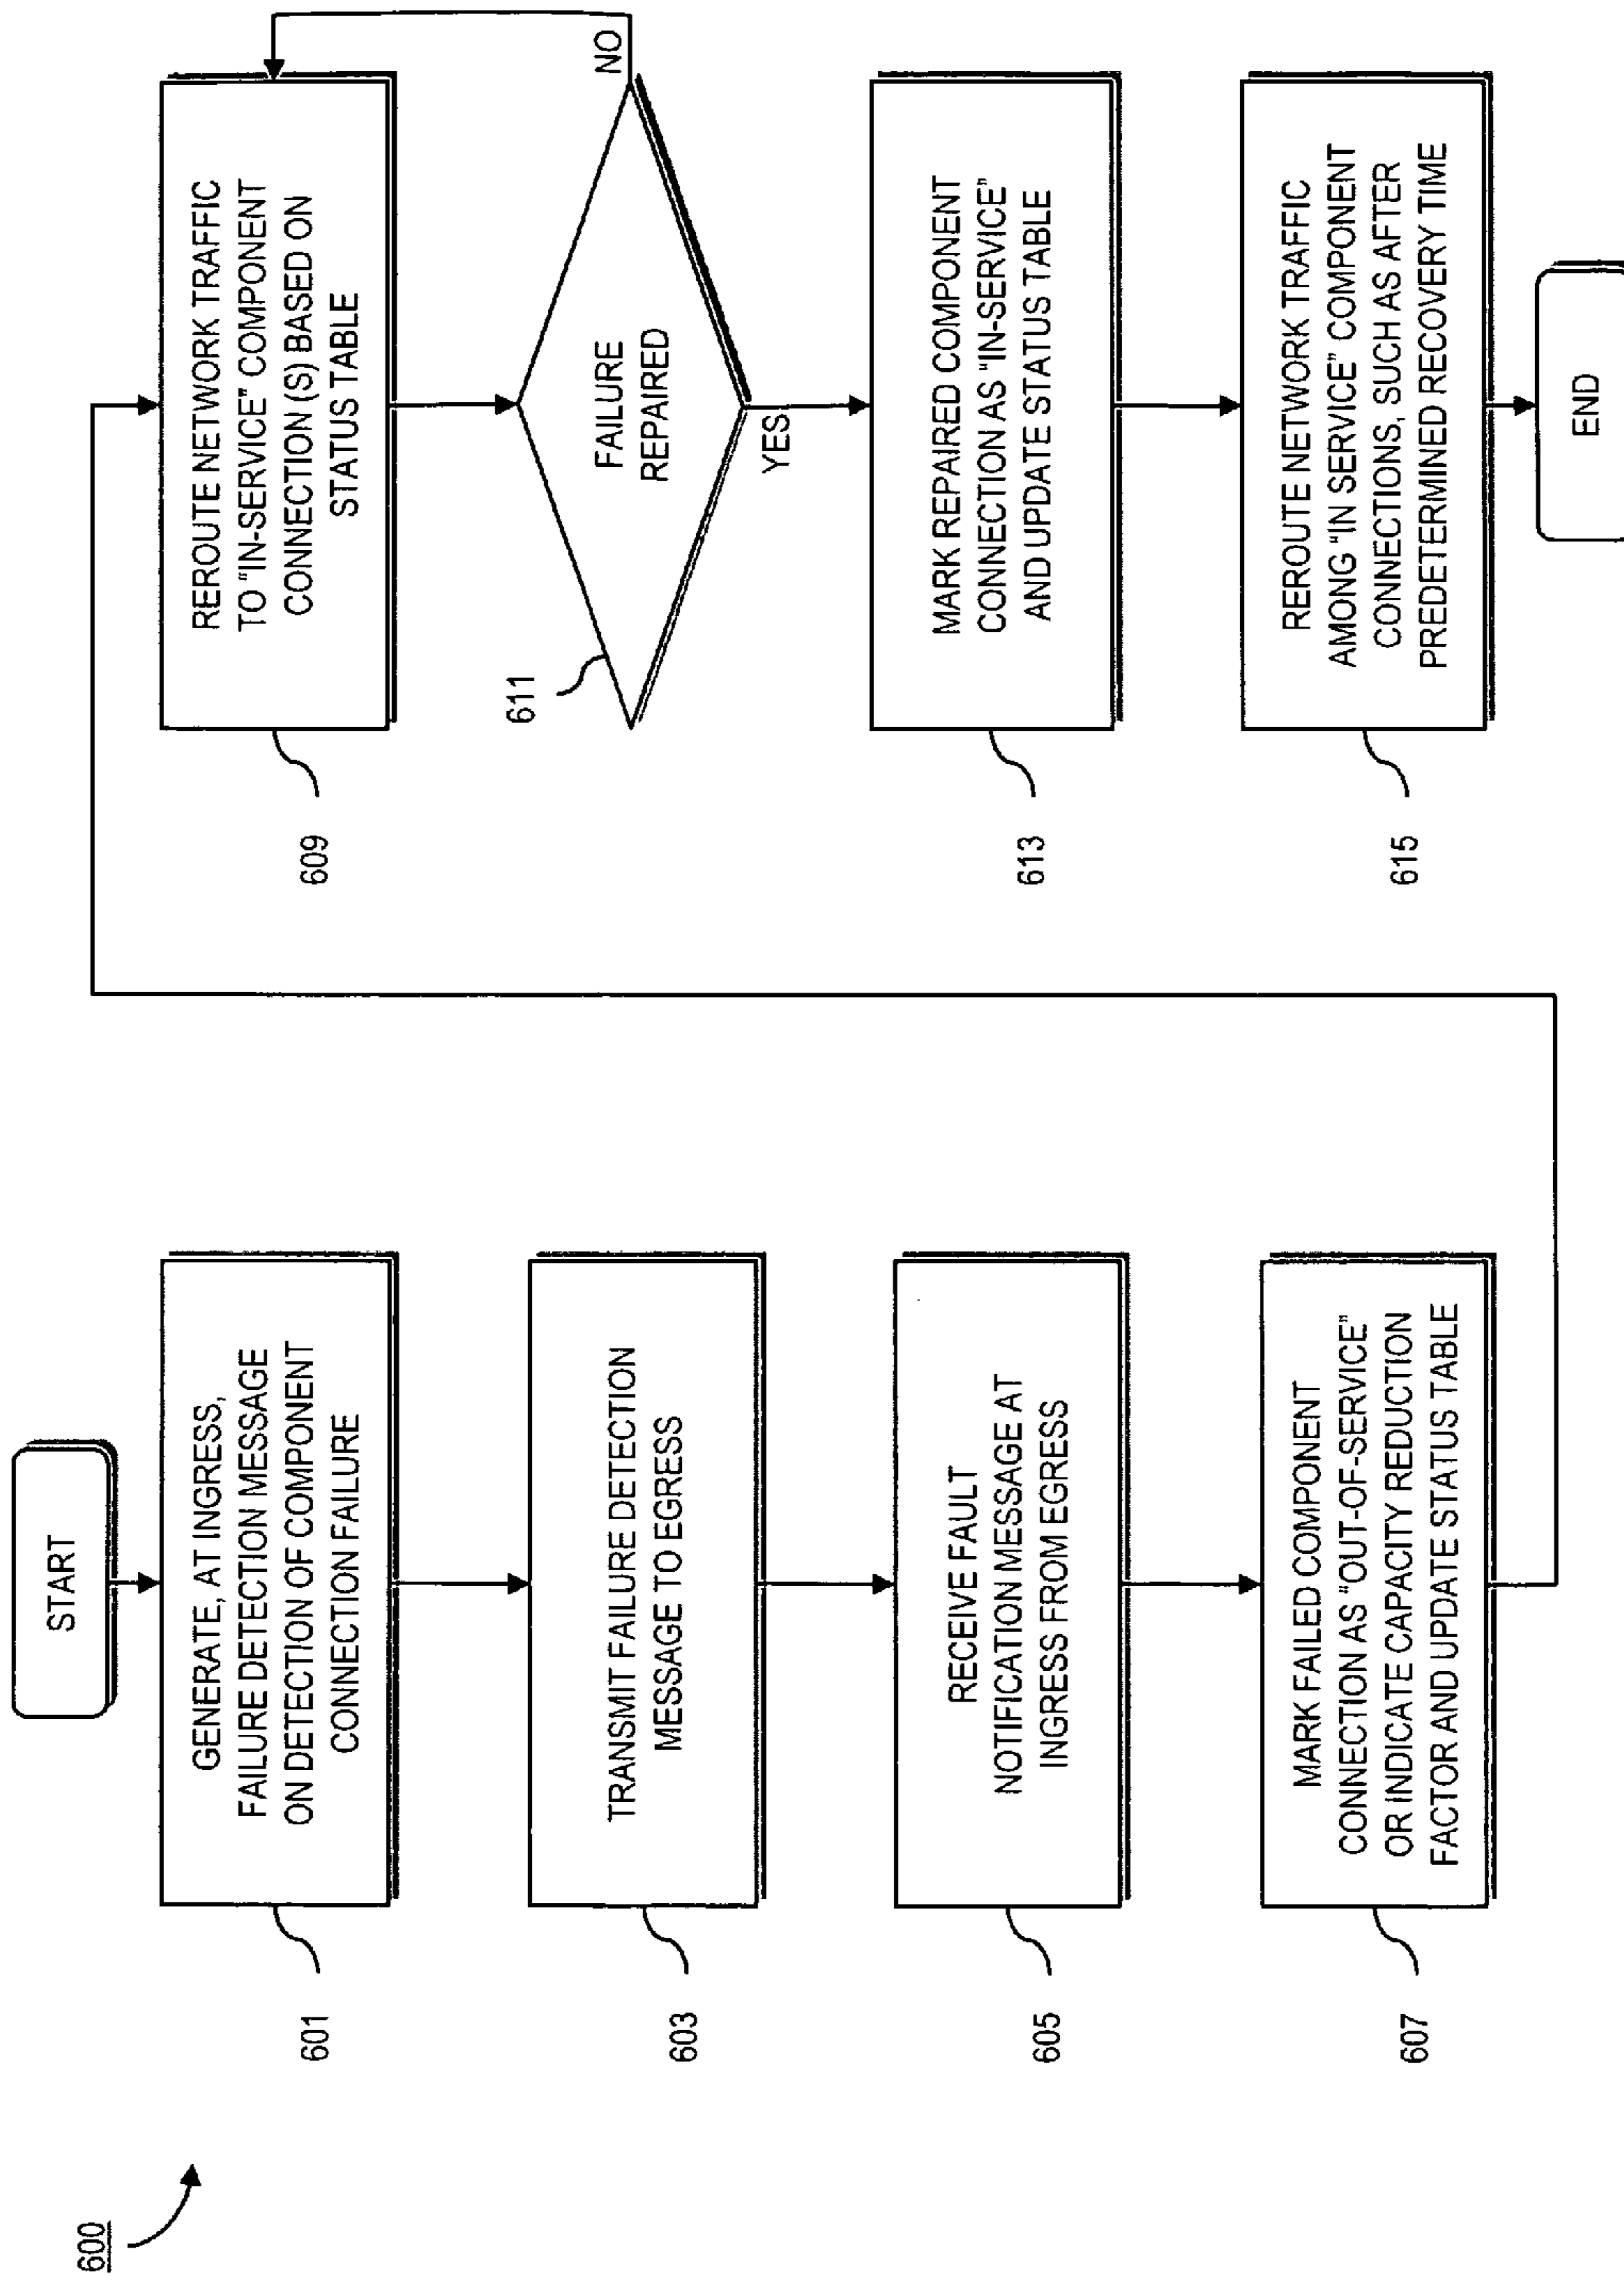 600
START
GENERATE, AT INGRESS,
FAILURE DETECTION MESSAGE
ON DETECTION OF COMPONENT
CONNECTION FAILURE
601
TRANSMIT FAILURE DETECTION
MESSAGE TO EGRESS
603
RECEIVE FAULT
NOTIFICATION MESSAGE AT
INGRESS FROM EGRESS
605
MARK FAILED COMPONENT
CONNECTION AS "OUT-OF-SERVICE"
OR INDICATE CAPACITY REDUCTION
FACTOR AND UPDATE STATUS TABLE
607
REROUTE NETWORK TRAFFIC
TO "IN-SERVICE" COMPONENT
CONNECTION (S) BASED ON
STATUS TABLE
609
FAILURE
REPAIRED
611
NO
YES
MARK REPAIRED COMPONENT
CONNECTION AS "IN-SERVICE"
AND UPDATE STATUS TABLE
613
REROUTE NETWORK TRAFFIC
AMONG "IN SERVICE" COMPONENT
CONNECTIONS, SUCH AS AFTER
PREDETERMINED RECOVERY TIME
615
END